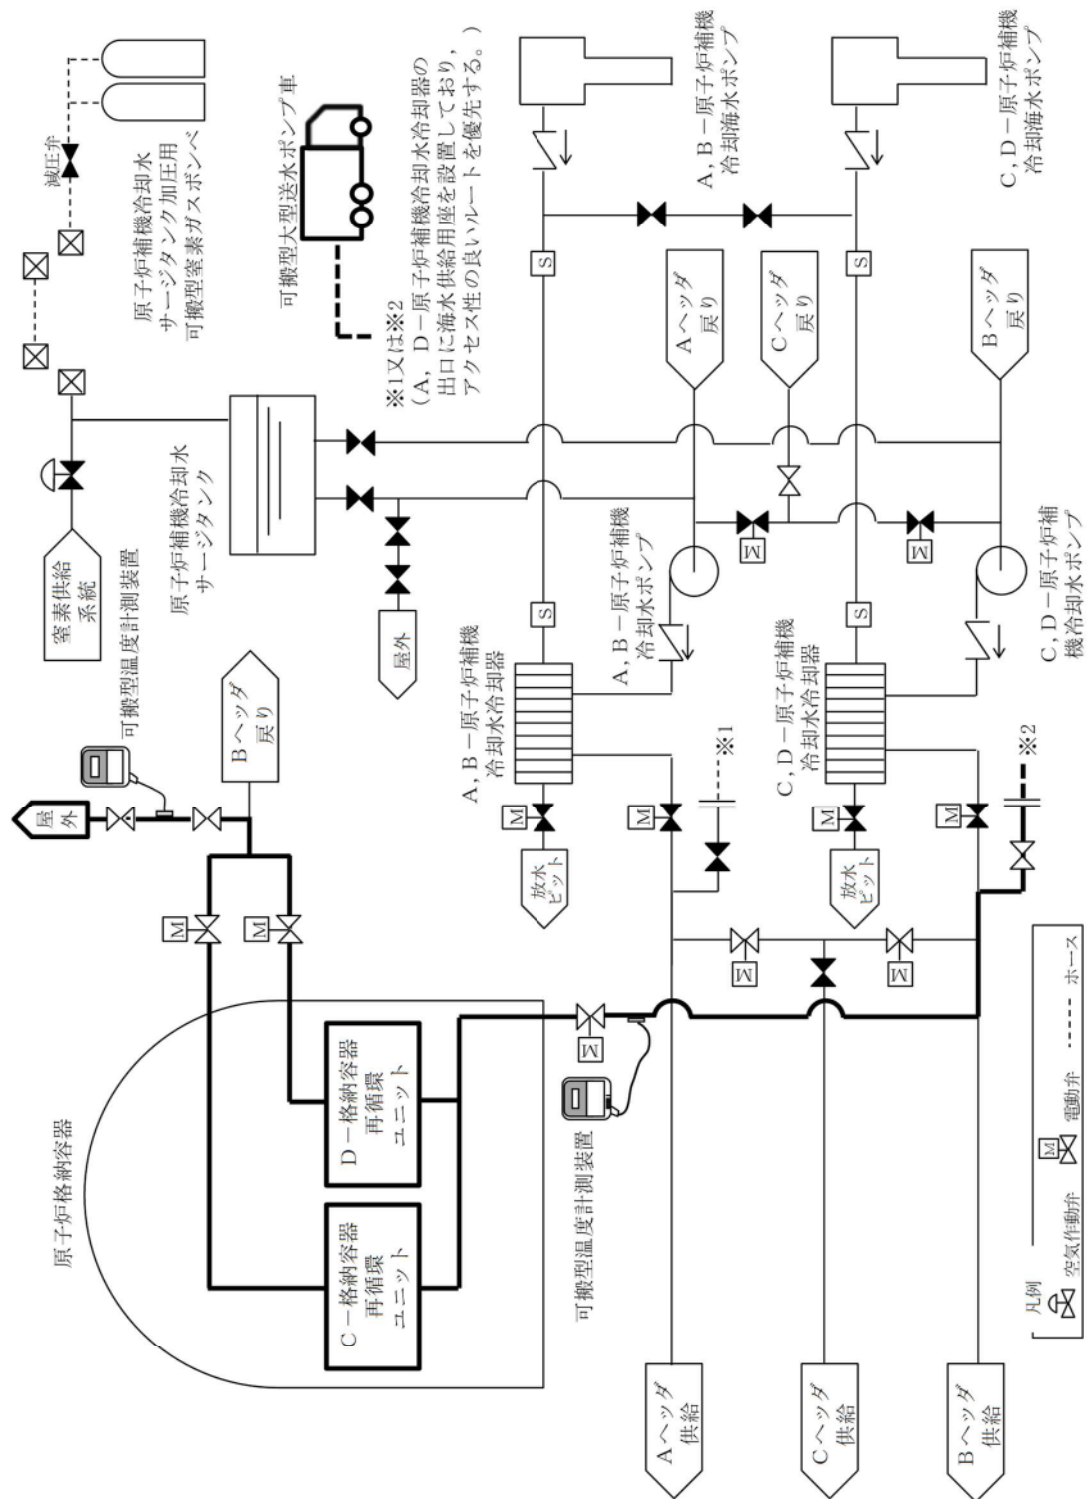 原子炉格納容器
C－格納容器
再循環
ユニット
D－格納容器
再循環
ユニット
M
M
屋外
可搬型温度計測装置
Bヘッダ
戻り
窒素供給
系統
原子炉補機冷却水
サージタンク
減圧弁
原子炉補機冷却水
サージタンク加圧用
可搬型窒素ガスボンベ
可搬型大型送水ポンプ車
※1又は※2
（A，D－原子炉補機冷却水冷却器の
出口に海水供給用座を設置しており，
アクセス性の良いルートを優先する。）
屋外
可搬型温度計測装置
M
A，B－原子炉補機
冷却水冷却器
M
放水
ピット
S
S
A，B－原子炉補機
冷却海水ポンプ
A，B－原子炉補機
冷却水ポンプ
Aヘッダ
戻り
M
※1
M
M
Cヘッダ
戻り
C，D－原子炉補機
冷却水冷却器
M
放水
ピット
S
S
C，D－原子炉補機
冷却海水ポンプ
M
M
M
Bヘッダ
戻り
C，D－原子炉補
機冷却水ポンプ
※2
Aヘッダ
供給
Cヘッダ
供給
Bヘッダ
供給
凡例
空気作動弁
M
電動弁
ホース